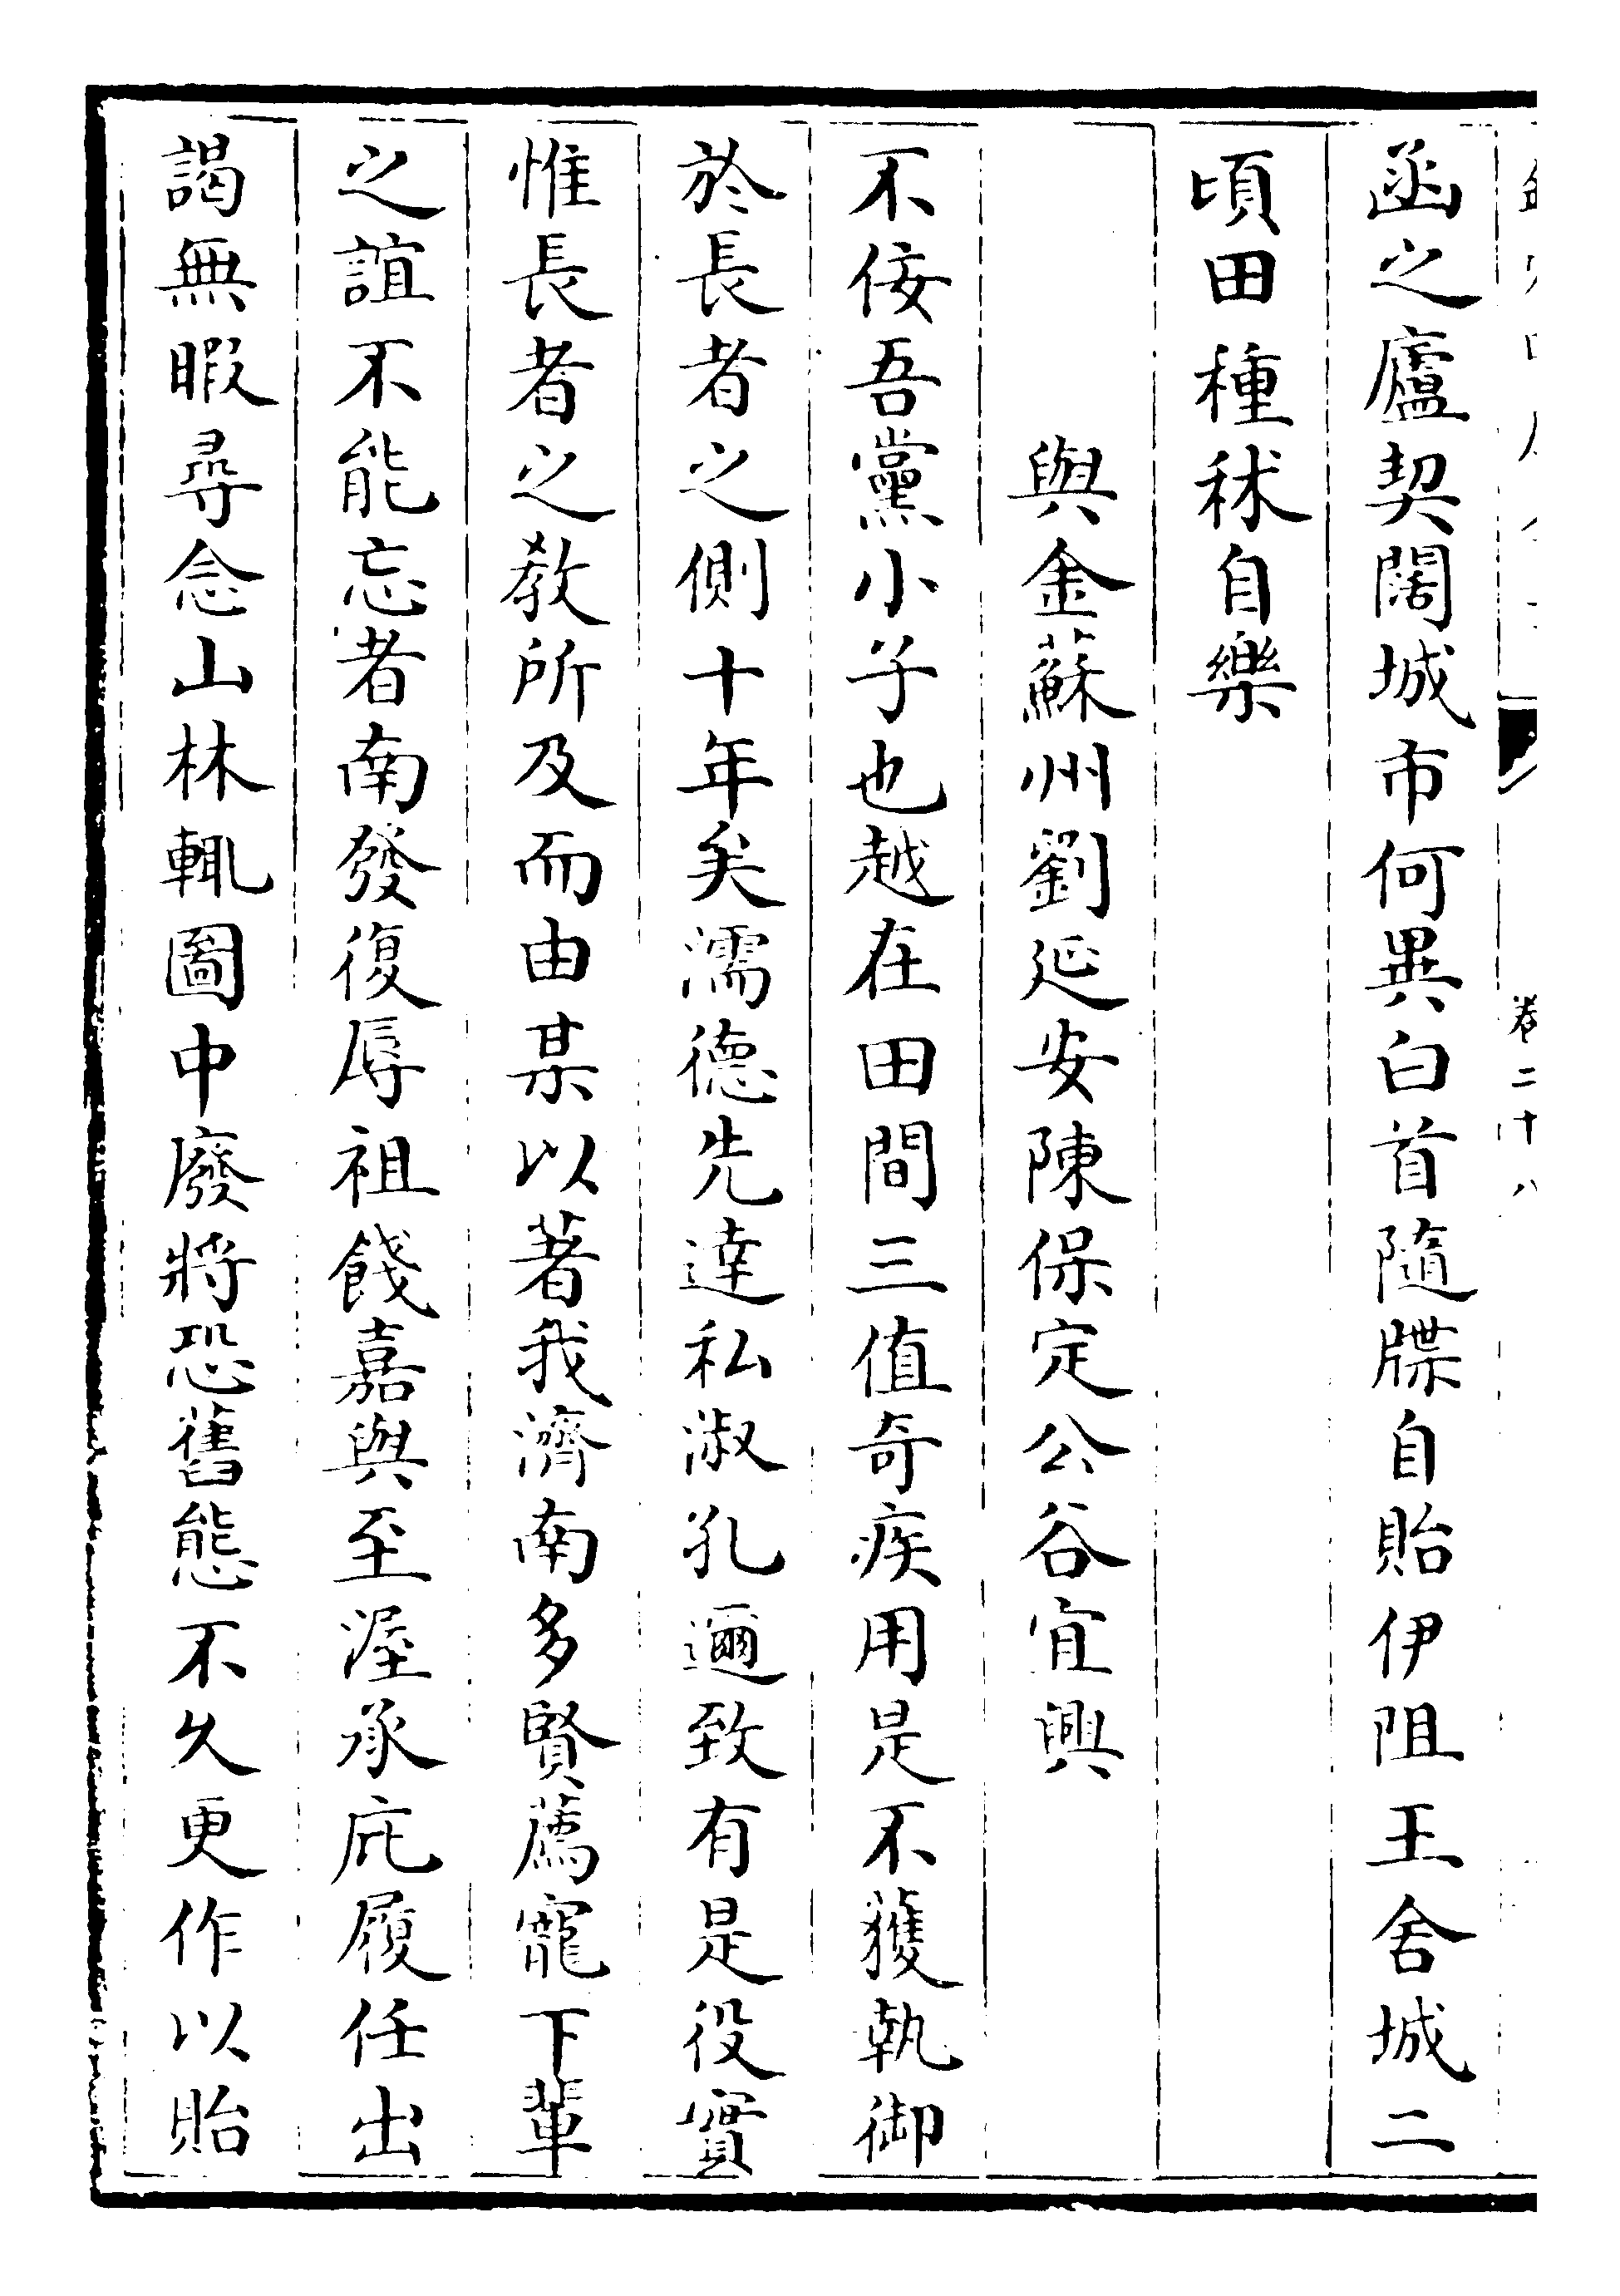 卷二十八
函之廬契闊城市何異白首隨牒自貽伊阻王舍城二
頃田種秫自樂
與金蘇州劉延安陳保定公谷宜興
不佞吾黨小子也越在田間三值奇疾用是不獲執御
於長者之側十年矣濡德先達私淑孔邇致有是役實
惟長者之教所及而由某以著我濟南多賢薦寵下輩
之誼不能忘者南發復辱祖餞嘉與至渥承庇履任出
謁無暇尋念山林輒圖中廢將恐舊態不久更作以貽